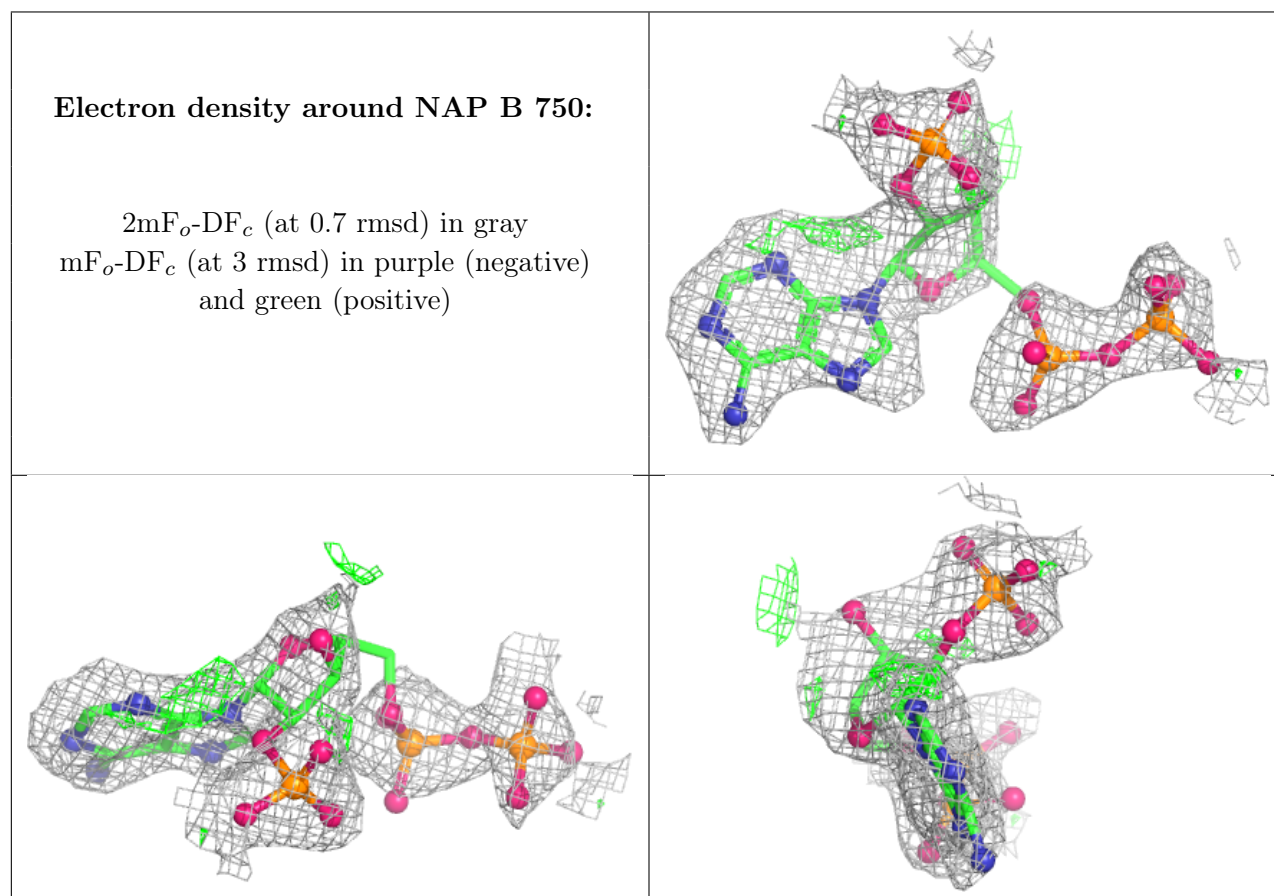 Electron density around NAP B 750:
2mFₒ-DF𝒸 (at 0.7 rmsd) in gray
mFₒ-DF𝒸 (at 3 rmsd) in purple (negative)
and green (positive)